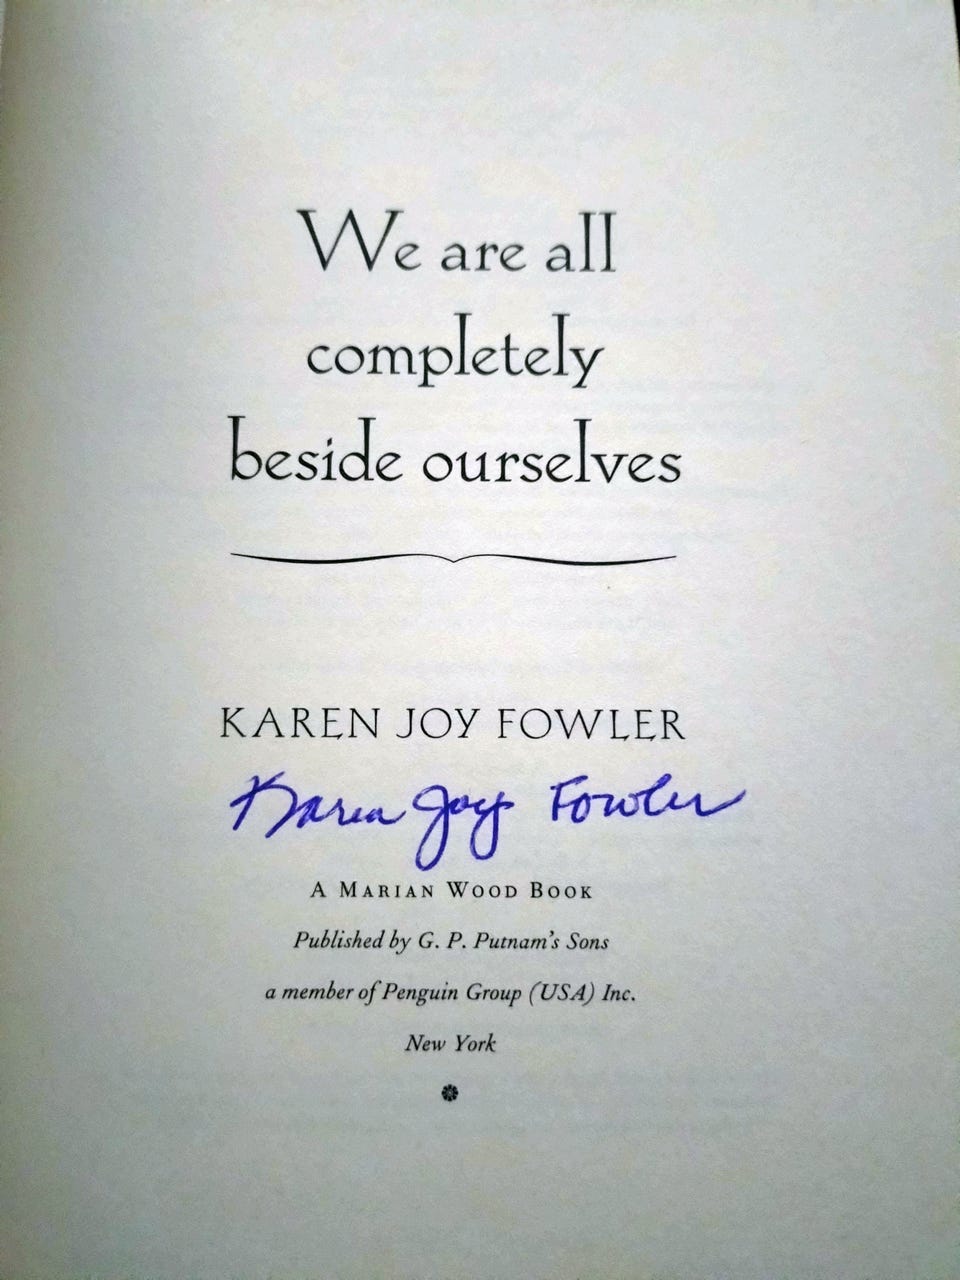 We are all
completely
beside ourselves
KAREN JOY FOWLER
Karen Joy Fowler
A MARIAN WOOD BOOK
Published by G. P. Putnam's Sons
a member of Penguin Group (USA) Inc.
New York